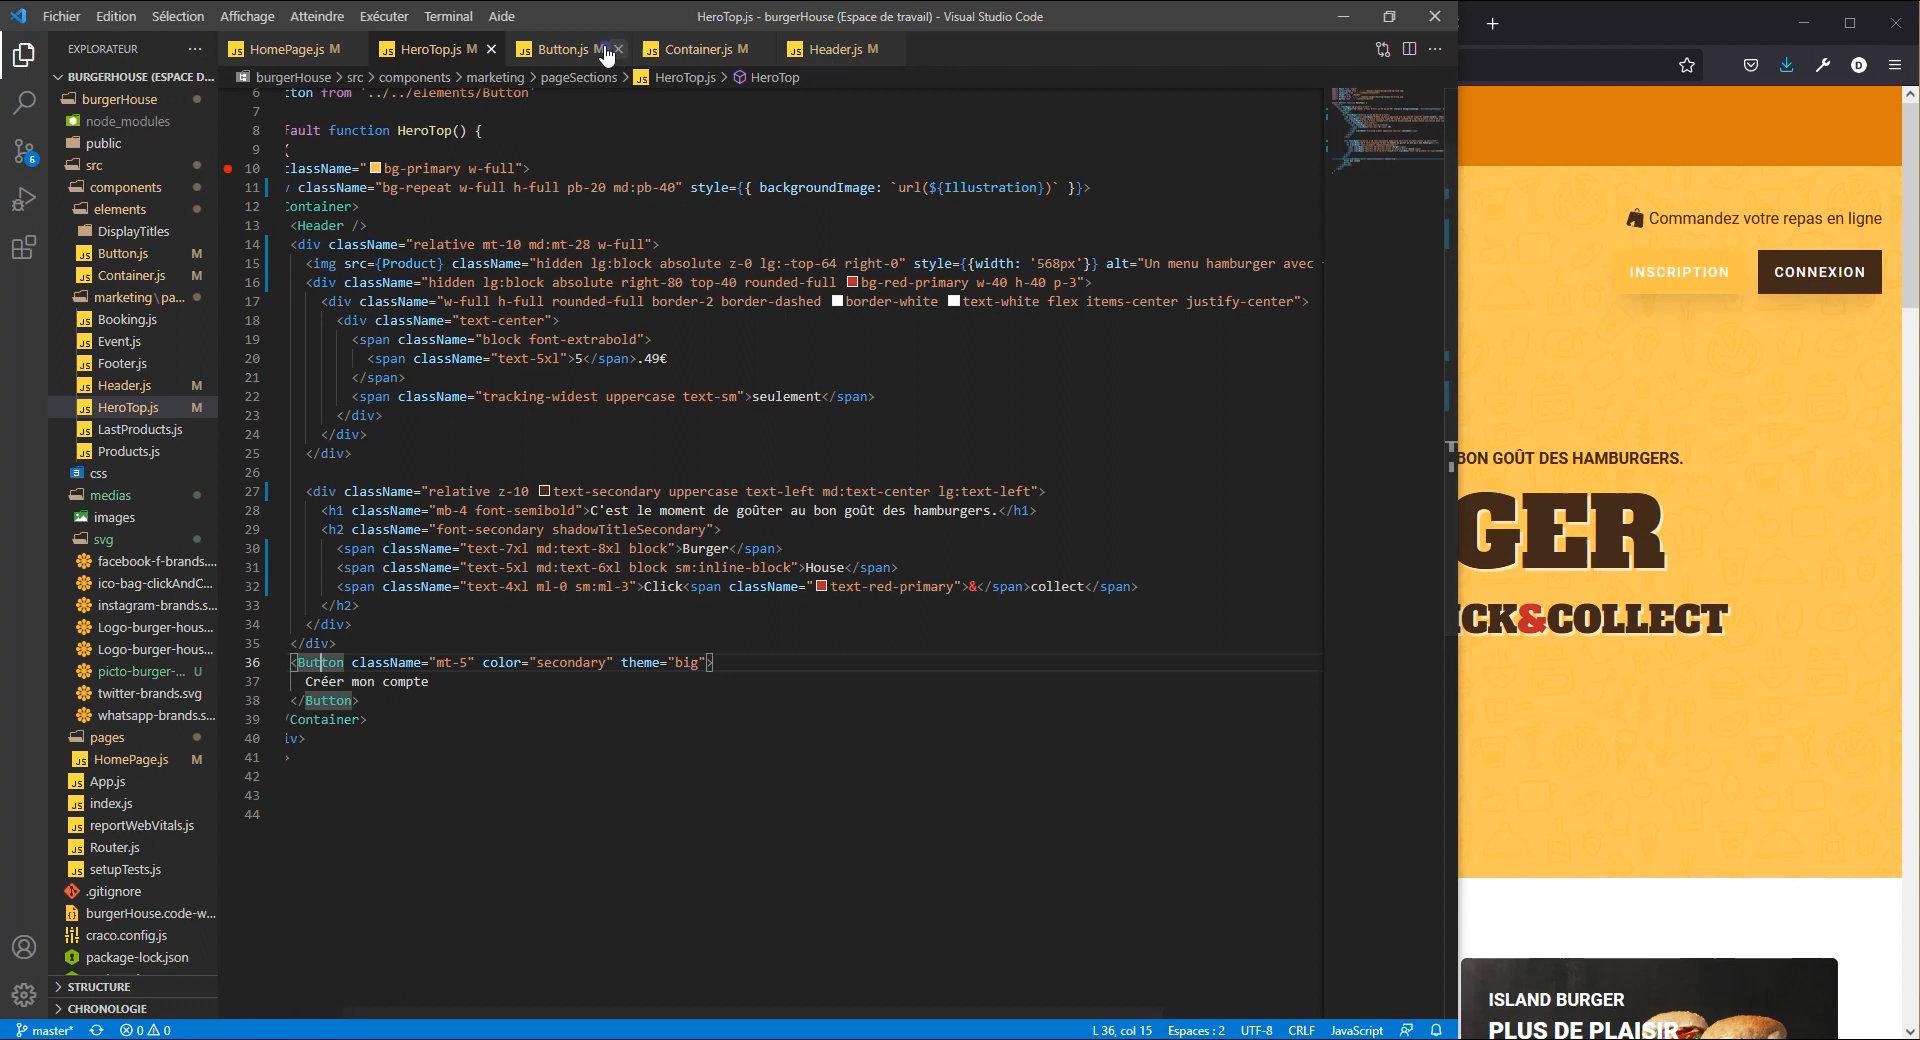 Fichier Edition Sélection Affichage Atteindre Exécuter Terminal Aide
HeroTop.js - burgerHouse (Espace de travail) - Visual Studio Code
EXPLORATEUR
BURGERHOUSE (ESPACE D...
burgerHouse
node_modules
public
src
components
elements
DisplayTitles
Button.js M
Container.js M
marketing\pa...
Booking.js
Event.js
Footer.js
Header.js M
HeroTop.js M
LastProducts.js
Products.js
css
medias
images
svg
facebook-f-brands....
ico-bag-clickAndC...
instagram-brands.s...
Logo-burger-hous...
Logo-burger-hous...
picto-burger-... U
twitter-brands.svg
whatsapp-brands.s...
pages
HomePage.js M
App.js
index.js
reportWebVitals.js
Router.js
setupTests.js
.gitignore
burgerHouse.code-w...
craco.config.js
package-lock.json
STRUCTURE
CHRONOLOGIE
6
HomePage.js M HeroTop.js M Button.js Container.js M Header.js M
burgerHouse > src > components > marketing > pageSections > HeroTop.js > HeroTop
6 cton from '../../elements/Button'
7
8 fault function HeroTop() {
9 (
10 className="bg-primary w-full">
11 v className="bg-repeat w-full h-full pb-20 md:pb-40" style={{ backgroundImage: `url(${Illustration})` }}>
12 Container>
13 <Header />
14 <div className="relative mt-10 md:mt-28 w-full">
15 <img src={Product} className="hidden lg:block absolute z-0 lg:-top-64 right-0" style={{width: '568px'}} alt="Un menu hamburger avec
16 <div className="hidden lg:block absolute right-80 top-40 rounded-full bg-red-primary w-40 h-40 p-3">
17 <div className="w-full h-full rounded-full border-2 border-dashed border-white text-white flex items-center justify-center">
18 <div className="text-center">
19 <span className="block font-extrabold">
20 <span className="text-5xl">5</span>.49€
21 </span>
22 <span className="tracking-widest uppercase text-sm">seulement</span>
23 </div>
24 </div>
25 </div>
26
27 <div className="relative z-10 text-secondary uppercase text-left md:text-center lg:text-left">
28 <h1 className="mb-4 font-semibold">C'est le moment de goûter au bon goût des hamburgers.</h1>
29 <h2 className="font-secondary shadowTitleSecondary">
30 <span className="text-7xl md:text-8xl block">Burger</span>
31 <span className="text-5xl md:text-6xl block sm:inline-block">House</span>
32 <span className="text-4xl ml-0 sm:ml-3">Click<span className="text-red-primary">&</span>collect</span>
33 </h2>
34 </div>
35 </div>
36 <Button className="mt-5" color="secondary" theme="big">
37 Créer mon compte
38 </Button>
39 /Container>
40 iv>
41 >
42
43
44
master* 0 0
L 36, col 15 Espaces : 2 UTF-8 CRLF JavaScript
D
Commandez votre repas en ligne
INSCRIPTION CONNEXION
BON GOÛT DES HAMBURGERS.
GER
ICK&COLLECT
ISLAND BURGER
PLUS DE PLAISIR